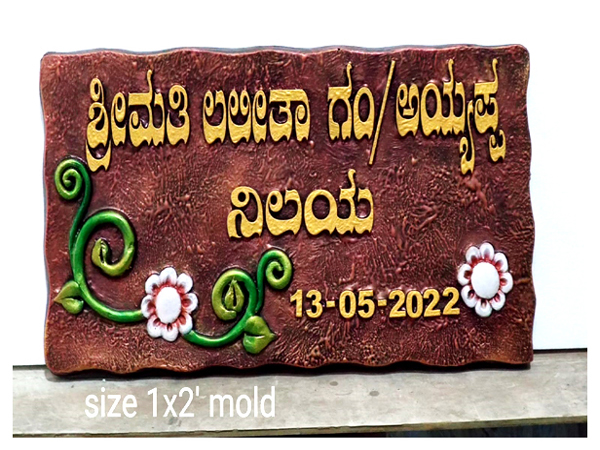 ಶ್ರೀಮತಿ ಲಲೀತಾ ಗಂ/ಅಯ್ಯಪ್ಪ
ನಿಲಯ
13-05-2022
size 1x2' mold